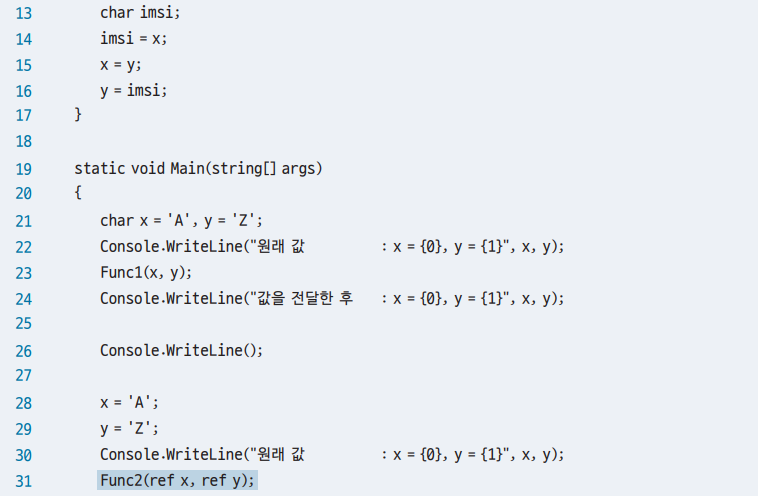 13 char imsi;
14 imsi = x;
15 x = y;
16 y = imsi;
17 }
18
19 static void Main(string[] args)
20 {
21 char x = 'A', y = 'Z';
22 Console.WriteLine("원래 값 : x = {0}, y = {1}", x, y);
23 Func1(x, y);
24 Console.WriteLine("값을 전달한 후 : x = {0}, y = {1}", x, y);
25
26 Console.WriteLine();
27
28 x = 'A';
29 y = 'Z';
30 Console.WriteLine("원래 값 : x = {0}, y = {1}", x, y);
31 Func2(ref x, ref y);